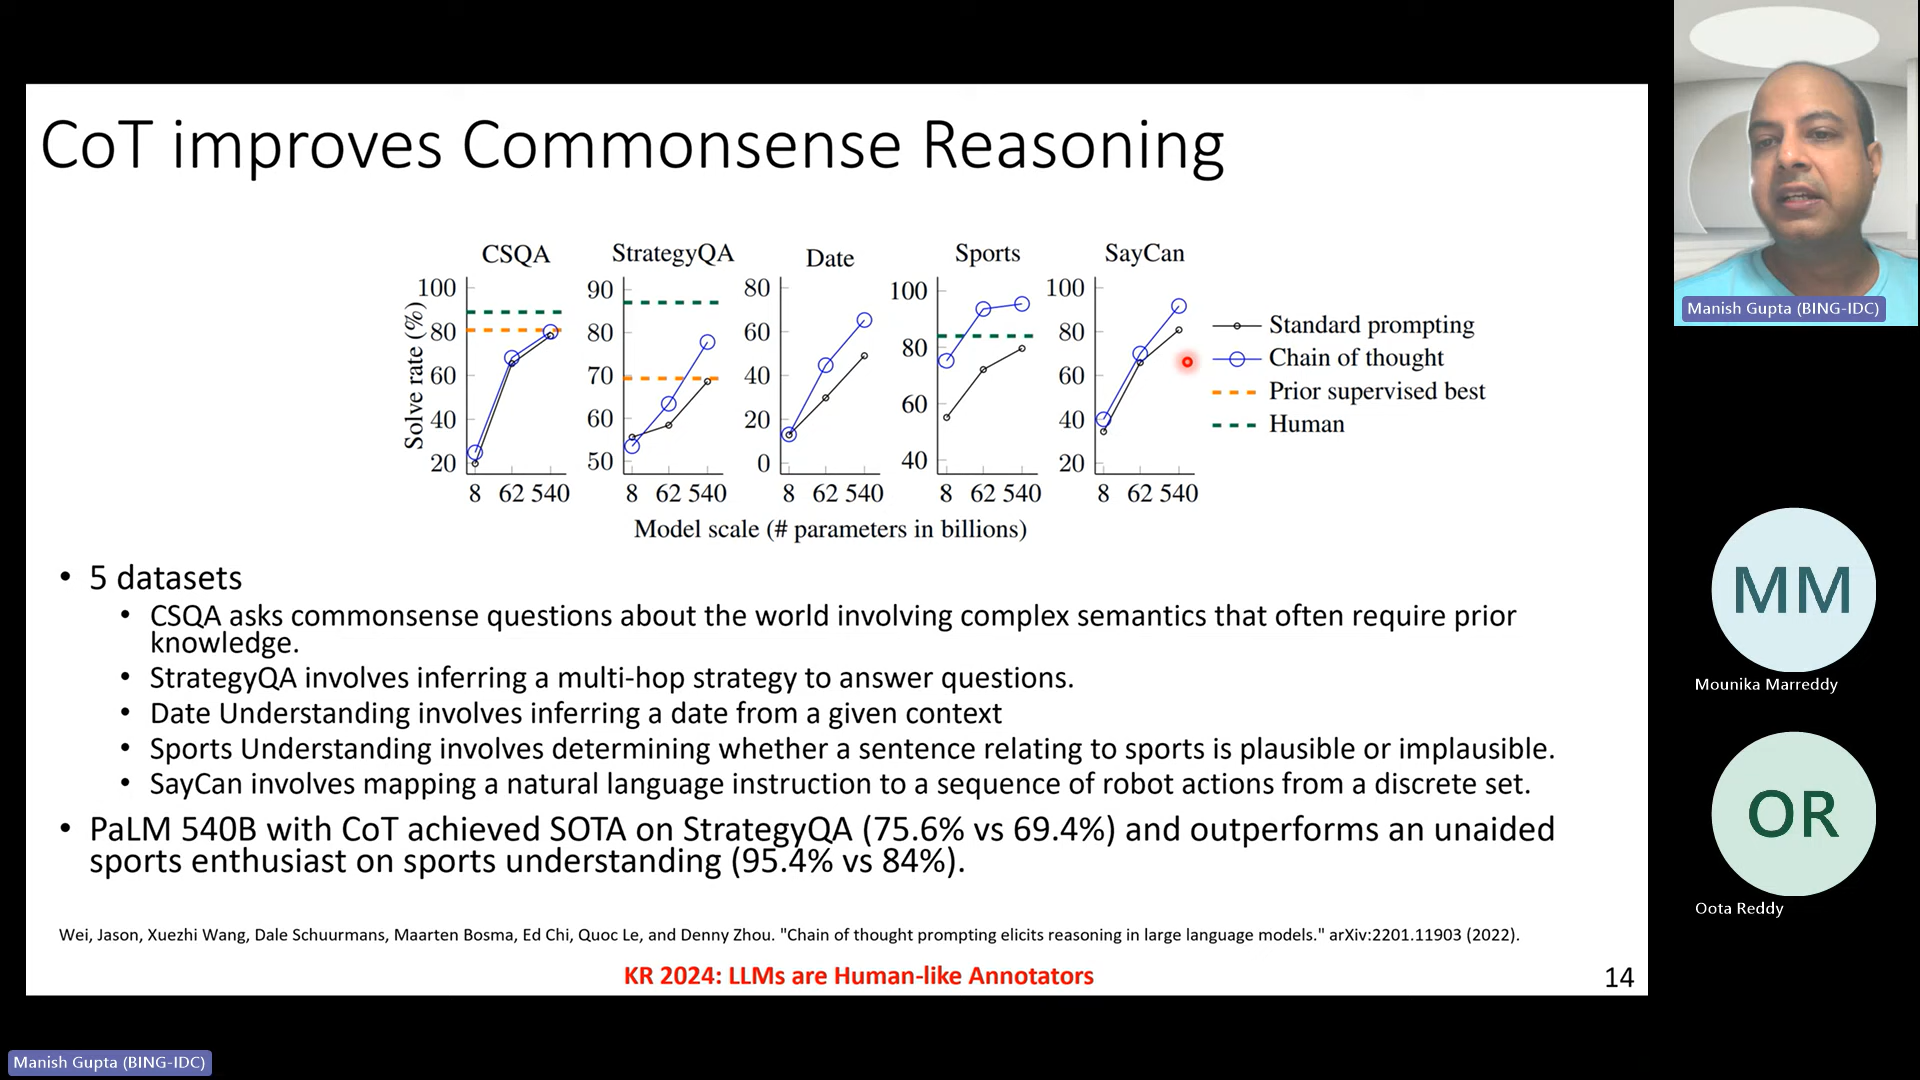 CoT improves Commonsense Reasoning
CSQA
StrategyQA
Date
Sports
SayCan
Solve rate (%)
100
80
60
40
20
8 62 540
90
80
70
60
50
8 62 540
80
60
40
20
0
8 62 540
100
80
60
40
8 62 540
100
80
60
40
20
8 62 540
Model scale (# parameters in billions)
Standard prompting
Chain of thought
Prior supervised best
Human
• 5 datasets
• CSQA asks commonsense questions about the world involving complex semantics that often require prior
knowledge.
• StrategyQA involves inferring a multi-hop strategy to answer questions.
• Date Understanding involves inferring a date from a given context
• Sports Understanding involves determining whether a sentence relating to sports is plausible or implausible.
• SayCan involves mapping a natural language instruction to a sequence of robot actions from a discrete set.
• PaLM 540B with CoT achieved SOTA on StrategyQA (75.6% vs 69.4%) and outperforms an unaided
sports enthusiast on sports understanding (95.4% vs 84%).
Wei, Jason, Xuezhi Wang, Dale Schuurmans, Maarten Bosma, Ed Chi, Quoc Le, and Denny Zhou. "Chain of thought prompting elicits reasoning in large language models." arXiv:2201.11903 (2022).
KR 2024: LLMs are Human-like Annotators
14
Manish Gupta (BING-IDC)
MM
Mounika Marreddy
OR
Oota Reddy
Manish Gupta (BING-IDC)